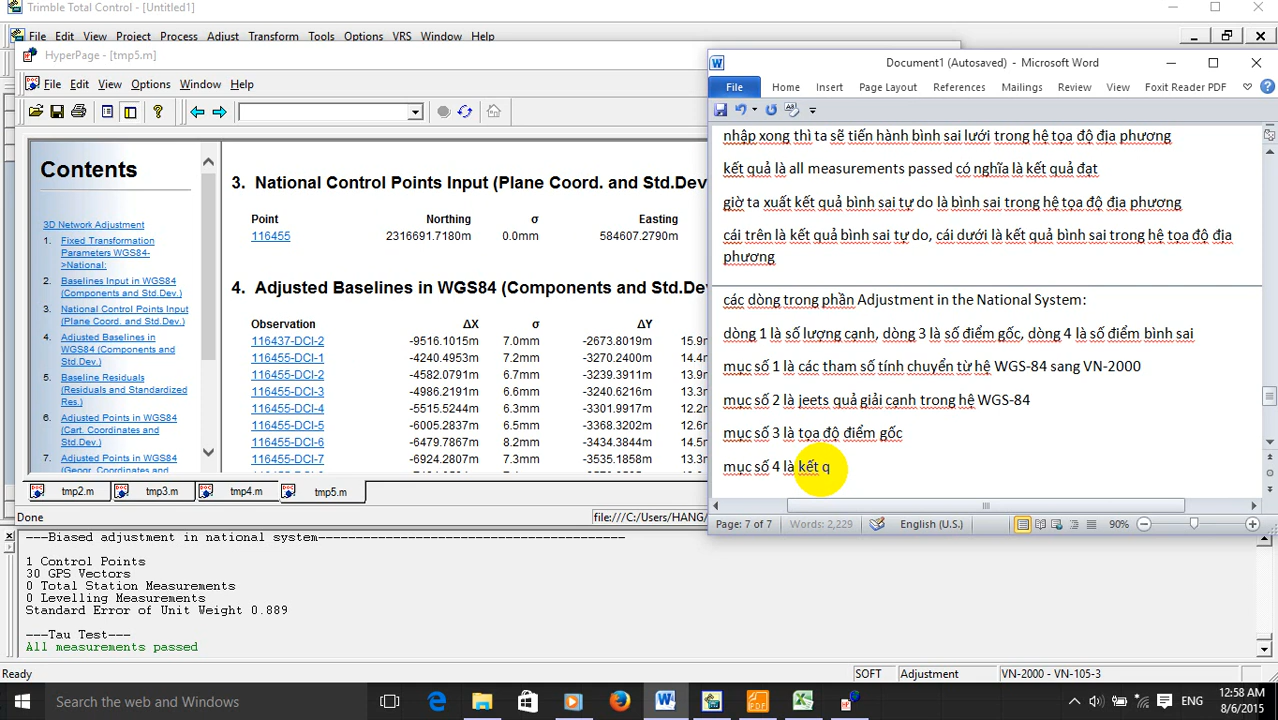 Trimble Total Control - [Untitled1]
File Edit View Project Process Adjust Transform Tools Options VRS Window Help
HyperPage - [tmp5.m]
File Edit View Options Window Help
Contents
3D Network Adjustment
1. Fixed Transformation
Parameters WGS84-
>National:
2. Baselines Input in WGS84
(Components and Std.Dev.)
3. National Control Points Input
(Plane Coord. and Std.Dev.)
4. Adjusted Baselines in
WGS84 (Components and
Std.Dev.)
5. Baseline Residuals
(Residuals and Standardized
Res.)
6. Adjusted Points in WGS84
(Cart. Coordinates and
Std.Dev.)
7. Adjusted Points in WGS84
3. National Control Points Input (Plane Coord. and Std.Dev
Point Northing σ Easting
116455 2316691.7180m 0.0mm 584607.2790m
4. Adjusted Baselines in WGS84 (Components and Std.De
Observation ΔX σ ΔY
116437-DCI-2 -9516.1015m 7.0mm -2673.8019m 15.9m
116455-DCI-1 -4240.4953m 7.2mm -3270.2400m 14.4m
116455-DCI-2 -4582.0791m 6.7mm -3239.3911m 13.9m
116455-DCI-3 -4986.2191m 6.6mm -3240.6216m 13.3m
116455-DCI-4 -5515.5244m 6.3mm -3301.9917m 12.2m
116455-DCI-5 -6005.2837m 6.5mm -3368.3202m 12.6m
116455-DCI-6 -6479.7867m 8.2mm -3434.3844m 14.5m
116455-DCI-7 -6924.2887m 7.3mm -3535.1858m 13.3m
tmp2.m tmp3.m tmp4.m tmp5.m
Done file:///C:/Users/HANG/
Document1 (Autosaved) - Microsoft Word
File Home Insert Page Layout References Mailings Review View Foxit Reader PDF
nhập xong thì ta sẽ tiến hành bình sai lưới trong hệ tọa độ địa phương
kết quả là all measurements passed có nghĩa là kết quả đạt
giờ ta xuất kết quả bình sai tự do là bình sai trong hệ tọa độ địa phương
cái trên là kết quả bình sai tự do, cái dưới là kết quả bình sai trong hệ tọa độ địa
phương
các dòng trong phần Adjustment in the National System:
dòng 1 là số lượng cạnh, dòng 3 là số điểm gốc, dòng 4 là số điểm bình sai
mục số 1 là các tham số tính chuyển từ hệ WGS-84 sang VN-2000
mục số 2 là jeets quả giải cạnh trong hệ WGS-84
mục số 3 là tọa độ điểm gốc
mục số 4 là kết q
Page: 7 of 7 Words: 2,229 English (U.S.) 90%
---Biased adjustment in national system
1 Control Points
30 GPS Vectors
0 Total Station Measurements
0 Levelling Measurements
Standard Error of Unit Weight 0.889
---Tau Test---
All measurements passed
Ready SOFT Adjustment VN-2000 - VN-105-3
Search the web and Windows
ENG
12:58 AM
8/6/2015